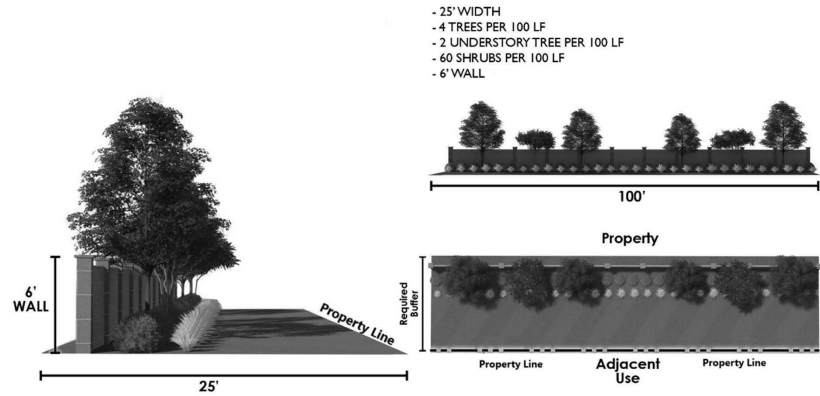 - 25' WIDTH
- 4 TREES PER 100 LF
- 2 UNDERSTORY TREE PER 100 LF
- 60 SHRUBS PER 100 LF
- 6' WALL
100'
6'
WALL
Property Line
25'
Property
Required
Buffer
Property Line
Adjacent
Use
Property Line